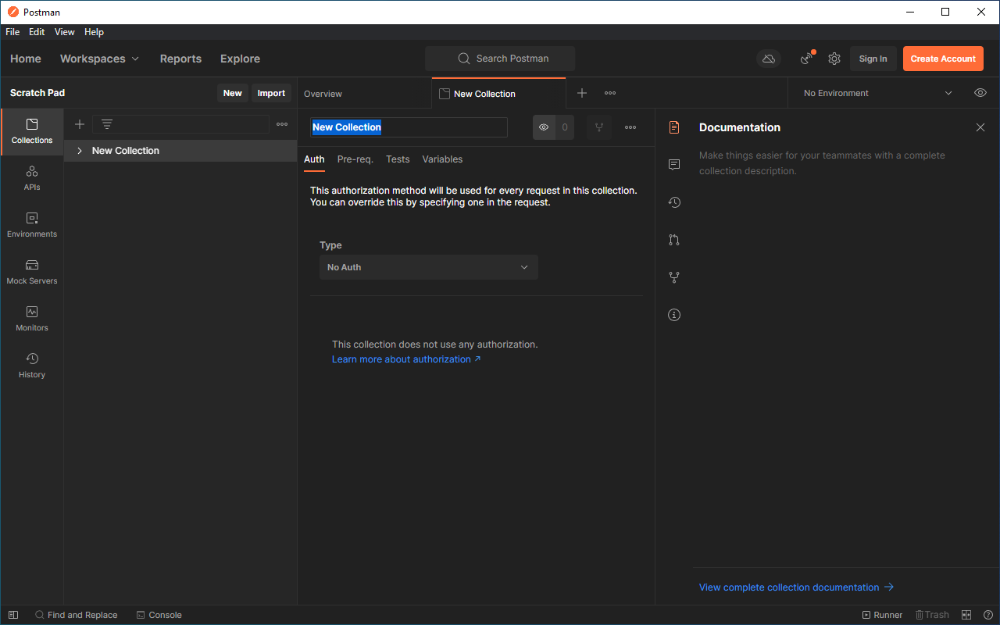 Postman
File Edit View Help
Home Workspaces Reports Explore Search Postman Sign In Create Account
Scratch Pad New Import Overview New Collection No Environment
Collections
APIs
Environments
Mock Servers
Monitors
History
New Collection
New Collection 0
Auth Pre-req. Tests Variables
This authorization method will be used for every request in this collection.
You can override this by specifying one in the request.
Type
No Auth
This collection does not use any authorization.
Learn more about authorization
Documentation
Make things easier for your teammates with a complete
collection description.
View complete collection documentation
Find and Replace Console Runner Trash